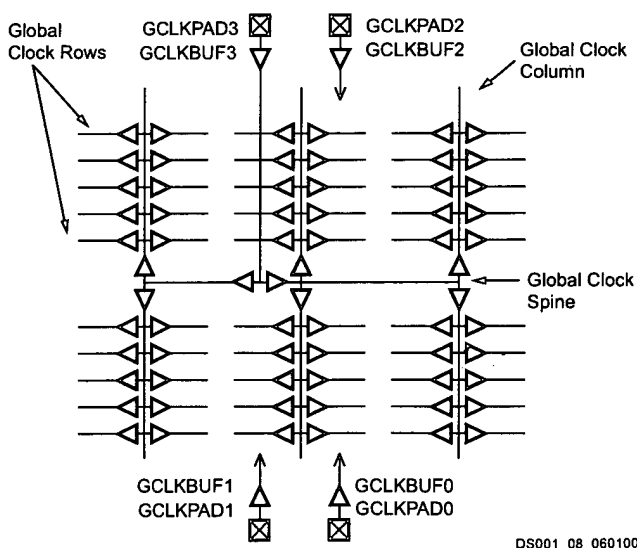 Global
Clock Rows
GCLKPAD3
GCLKBUF3
GCLKPAD2
GCLKBUF2
Global Clock
Column
Global Clock
Spine
GCLKBUF1
GCLKPAD1
GCLKBUF0
GCLKPAD0
DS001_08_060100